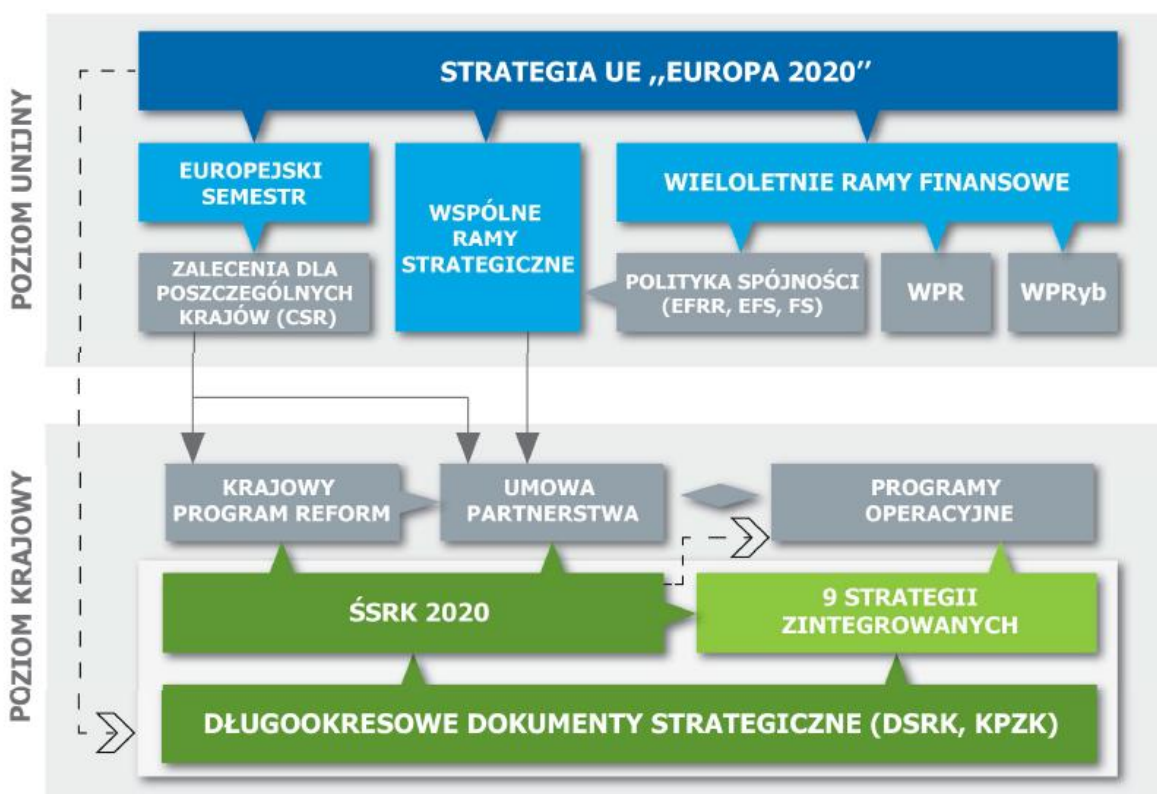 POZIOM UNIJNY
STRATEGIA UE „EUROPA 2020”
EUROPEJSKI
SEMESTR
WSPÓLNE
RAMY
STRATEGICZNE
WIELOLETNIE RAMY FINANSOWE
ZALECENIA DLA
POSZCZEGÓLNYCH
KRAJÓW (CSR)
POLITYKA SPÓJNOŚCI
(EFRR, EFS, FS)
WPR
WPRyb
POZIOM KRAJOWY
KRAJOWY
PROGRAM REFORM
UMOWA
PARTNERSTWA
PROGRAMY
OPERACYJNE
ŚSRK 2020
9 STRATEGII
ZINTEGROWANYCH
DŁUGOOKRESOWE DOKUMENTY STRATEGICZNE (DSRK, KPZK)